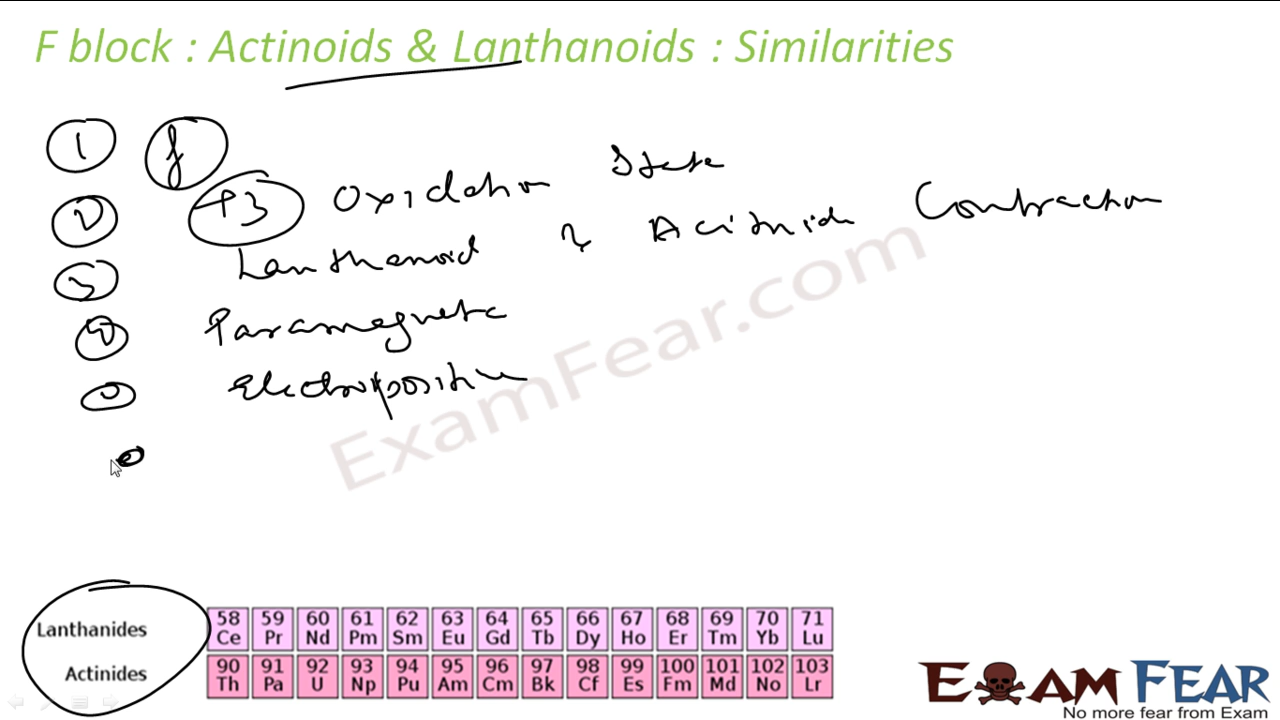 F block : Actinoids & Lanthanoids : Similarities
1 f
2 +3 Oxidation State
3 Lanthanoid & Acitnoid Contraction
4 Paramagnetic
5 Electropositive
ExamFear.com
Lanthanides 58 Ce 59 Pr 60 Nd 61 Pm 62 Sm 63 Eu 64 Gd 65 Tb 66 Dy 67 Ho 68 Er 69 Tm 70 Yb 71 Lu
Actinides 90 Th 91 Pa 92 U 93 Np 94 Pu 95 Am 96 Cm 97 Bk 98 Cf 99 Es 100 Fm 101 Md 102 No 103 Lr
EXAM FEAR
No more fear from Exam